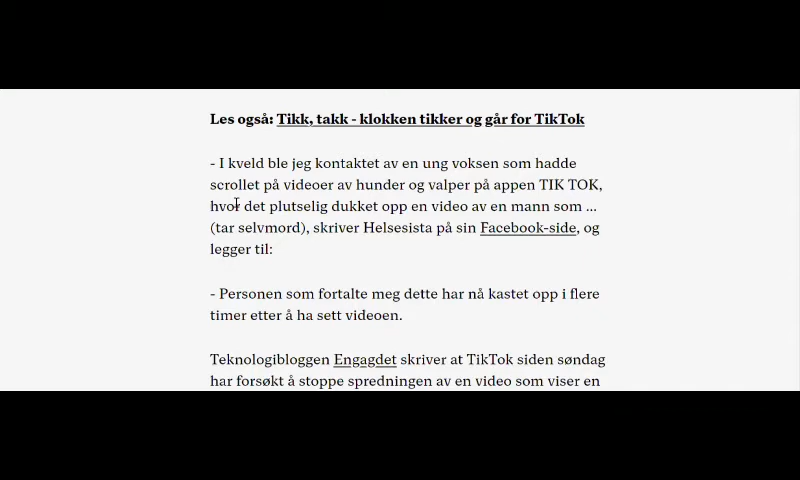 Les også: Tikk, takk - klokken tikker og går for TikTok
- I kveld ble jeg kontaktet av en ung voksen som hadde
scrollet på videoer av hunder og valper på appen TIK TOK,
hvor det plutselig dukket opp en video av en mann som ...
(tar selvmord), skriver Helsesista på sin Facebook-side, og
legger til:
- Personen som fortalte meg dette har nå kastet opp i flere
timer etter å ha sett videoen.
Teknologibloggen Engagdet skriver at TikTok siden søndag
har forsøkt å stoppe spredningen av en video som viser en